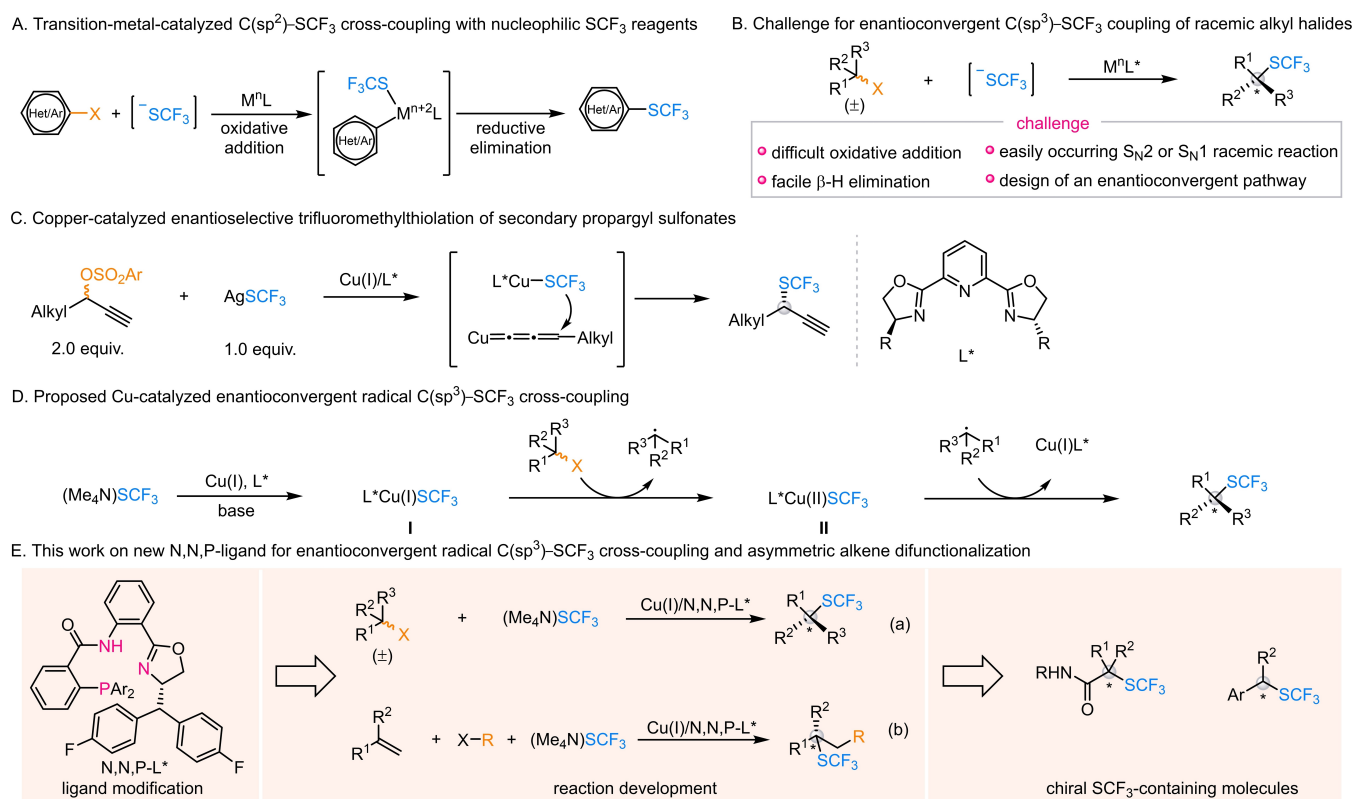 A. Transition-metal-catalyzed C(sp²)–SCF₃ cross-coupling with nucleophilic SCF₃ reagents
Het/Ar X + [⁻SCF₃] MⁿL oxidative addition
F₃CS Mⁿ⁺²L Het/Ar
reductive elimination
Het/Ar SCF₃
B. Challenge for enantioconvergent C(sp³)–SCF₃ coupling of racemic alkyl halides
R² R³ R¹ X (±) + [⁻SCF₃] MⁿL* R¹ SCF₃ R² * R³
challenge
difficult oxidative addition
easily occurring S_N2 or S_N1 racemic reaction
facile β-H elimination
design of an enantioconvergent pathway
C. Copper-catalyzed enantioselective trifluoromethylthiolation of secondary propargyl sulfonates
OSO₂Ar Alkyl + AgSCF₃ Cu(I)/L*
2.0 equiv. 1.0 equiv.
L*Cu–SCF₃
Cu Alkyl
SCF₃ Alkyl
O N O N N R R
L*
D. Proposed Cu-catalyzed enantioconvergent radical C(sp³)–SCF₃ cross-coupling
(Me₄N)SCF₃ Cu(I), L* base
L*Cu(I)SCF₃
I
R² R³ R¹ X R³ R¹ R²
L*Cu(II)SCF₃
II
R³ R¹ R² Cu(I)L*
R¹ SCF₃ R² * R³
E. This work on new N,N,P-ligand for enantioconvergent radical C(sp³)–SCF₃ cross-coupling and asymmetric alkene difunctionalization
O NH O N PAr₂ F F
N,N,P-L*
ligand modification
R² R³ R¹ X (±) + (Me₄N)SCF₃ Cu(I)/N,N,P-L* R¹ SCF₃ R² * R³ (a)
R² R¹ + X–R + (Me₄N)SCF₃ Cu(I)/N,N,P-L* R² R¹ * R SCF₃ (b)
reaction development
RHN O R¹ R² * SCF₃
Ar R² * SCF₃
chiral SCF₃-containing molecules